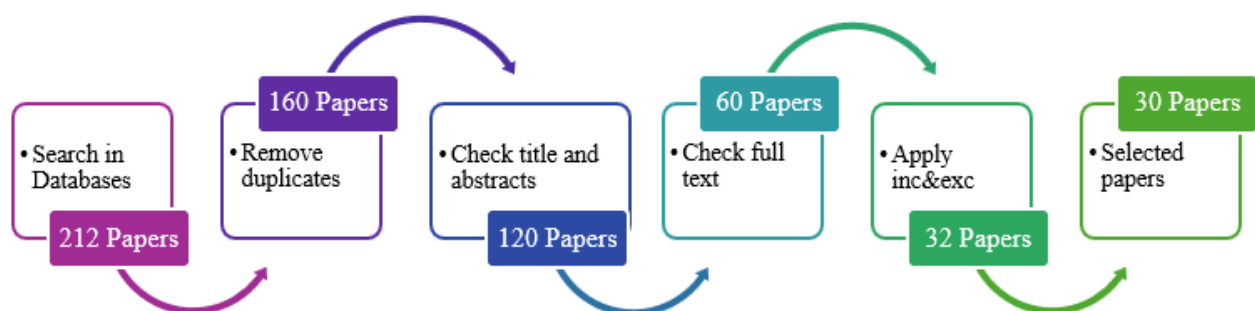 • Search in
Databases
212 Papers
160 Papers
• Remove
duplicates
• Check title and
abstracts
120 Papers
60 Papers
• Check full
text
• Apply
inc&exc
32 Papers
30 Papers
• Selected
papers